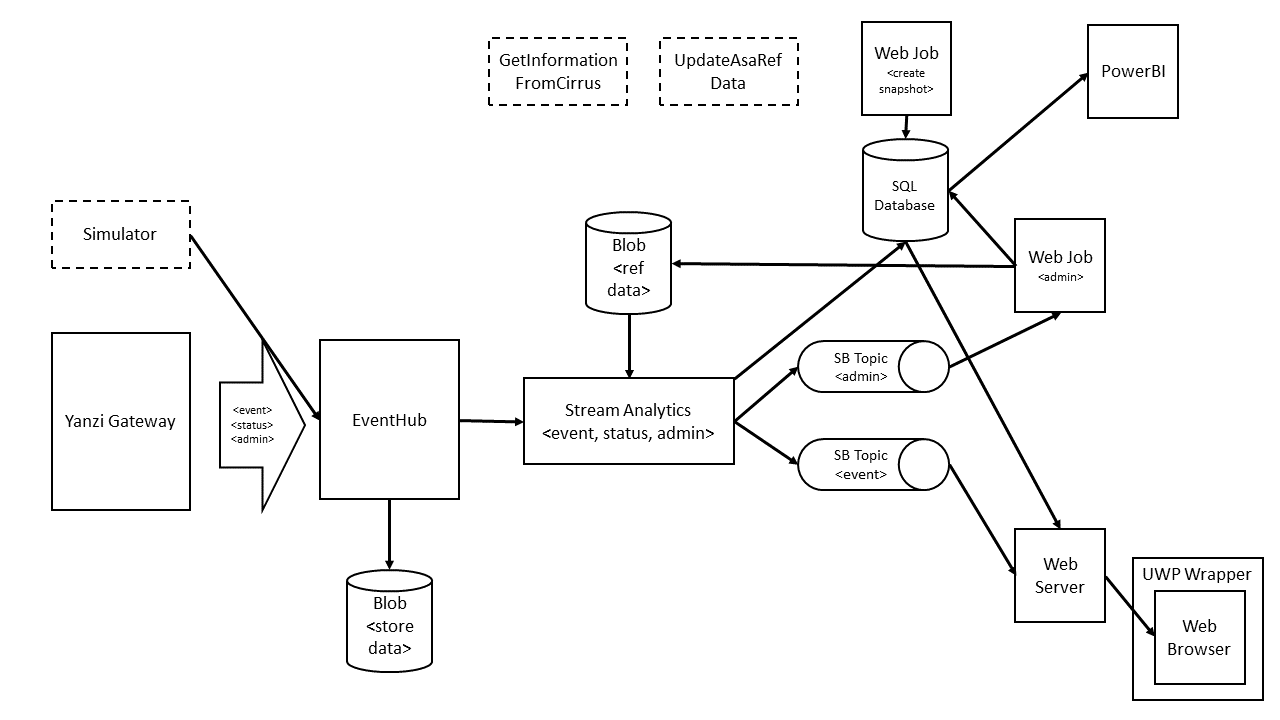 GetInformation
FromCirrus
UpdateAsaRef
Data
Web Job
<create
snapshot>
PowerBI
SQL
Database
Simulator
Blob
<ref
data>
Web Job
<admin>
Yanzi Gateway
<event>
<status>
<admin>
EventHub
Stream Analytics
<event, status, admin>
SB Topic
<admin>
SB Topic
<event>
Blob
<store
data>
Web
Server
UWP Wrapper
Web
Browser